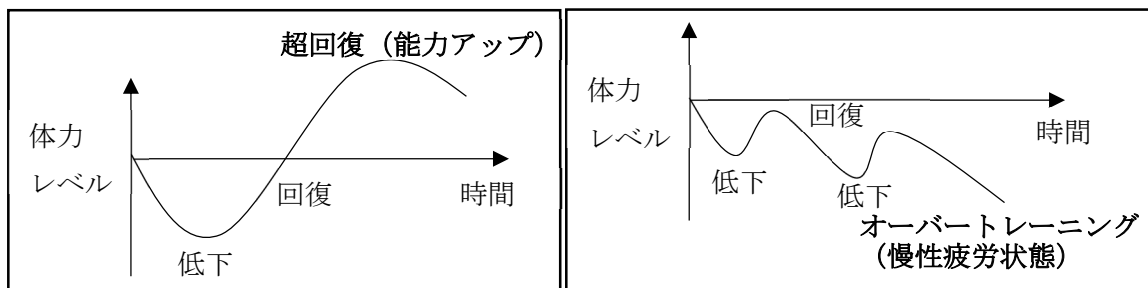 超回復（能力アップ）
体力
レベル
回復
時間
低下
体力
レベル
回復
時間
低下
低下
オーバートレーニング
（慢性疲労状態）